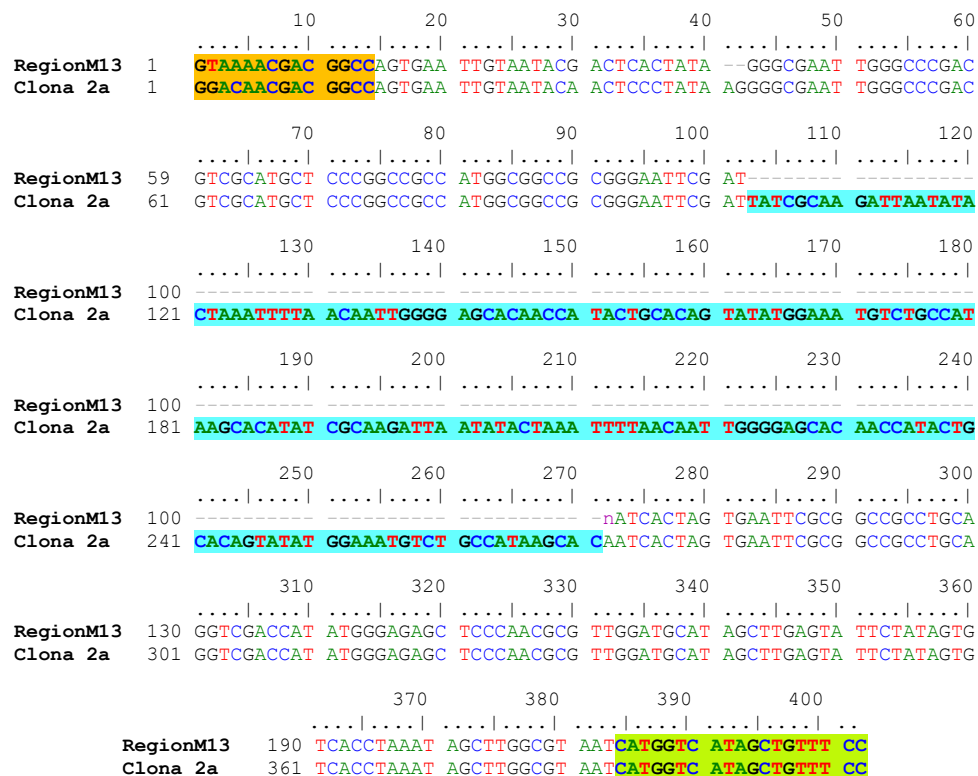 10 20 30 40 50 60
....|....| ....|....| ....|....| ....|....| ....|....| ....|....|
RegionM13 1 GTAAAACGAC GGCCAGTGAA TTGTAATACG ACTCACTATA --GGGCGAAT TGGGCCCGAC
Clona 2a 1 GGACAACGAC GGCCAGTGAA TTGTAATACA ACTCCCTATA AGGGGCGAAT TGGGCCCGAC
70 80 90 100 110 120
....|....| ....|....| ....|....| ....|....| ....|....| ....|....|
RegionM13 59 GTCGCATGCT CCCGGCCGCC ATGGCGGCCG CGGGAATTCG AT-------- ----------
Clona 2a 61 GTCGCATGCT CCCGGCCGCC ATGGCGGCCG CGGGAATTCG ATTATCGCAA GATTAATATA
130 140 150 160 170 180
....|....| ....|....| ....|....| ....|....| ....|....| ....|....|
RegionM13 100 ---------- ---------- ---------- ---------- ---------- ----------
Clona 2a 121 CTAAATTTTA ACAATTGGGG AGCACAACCA TACTGCACAG TATATGGAAA TGTCTGCCAT
190 200 210 220 230 240
....|....| ....|....| ....|....| ....|....| ....|....| ....|....|
RegionM13 100 ---------- ---------- ---------- ---------- ---------- ----------
Clona 2a 181 AAGCACATAT CGCAAGATTA ATATACTAAA TTTTAACAAT TGGGGAGCAC AACCATACTG
250 260 270 280 290 300
....|....| ....|....| ....|....| ....|....| ....|....| ....|....|
RegionM13 100 ---------- ---------- ---------- -nATCACTAG TGAATTCGCG GCCGCCTGCA
Clona 2a 241 CACAGTATAT GGAAATGTCT GCCATAAGCAC CAATCACTAG TGAATTCGCG GCCGCCTGCA
310 320 330 340 350 360
....|....| ....|....| ....|....| ....|....| ....|....| ....|....|
RegionM13 130 GGTCGACCAT ATGGGAGAGC TCCCAACGCG TTGGATGCAT AGCTTGAGTA TTCTATAGTG
Clona 2a 301 GGTCGACCAT ATGGGAGAGC TCCCAACGCG TTGGATGCAT AGCTTGAGTA TTCTATAGTG
370 380 390 400
....|....| ....|....| ....|....| ....|....| ....
RegionM13 190 TCACCTAAAT AGCTTGGCGT AATCATGGTC ATAGCTGTTT CC
Clona 2a 361 TCACCTAAAT AGCTTGGCGT AATCATGGTC ATAGCTGTTT CC